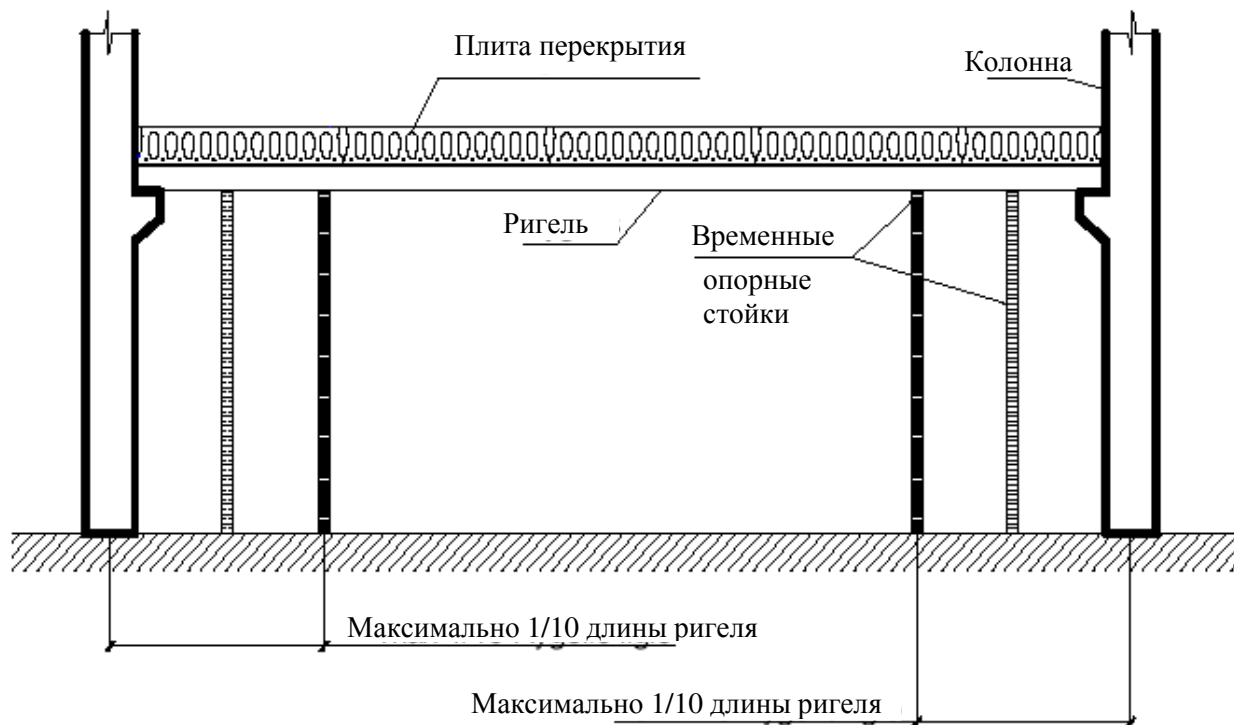 Плита перекрытия
Колонна
Ригель
Временные
опорные
стойки
Максимально 1/10 длины ригеля
Максимально 1/10 длины ригеля